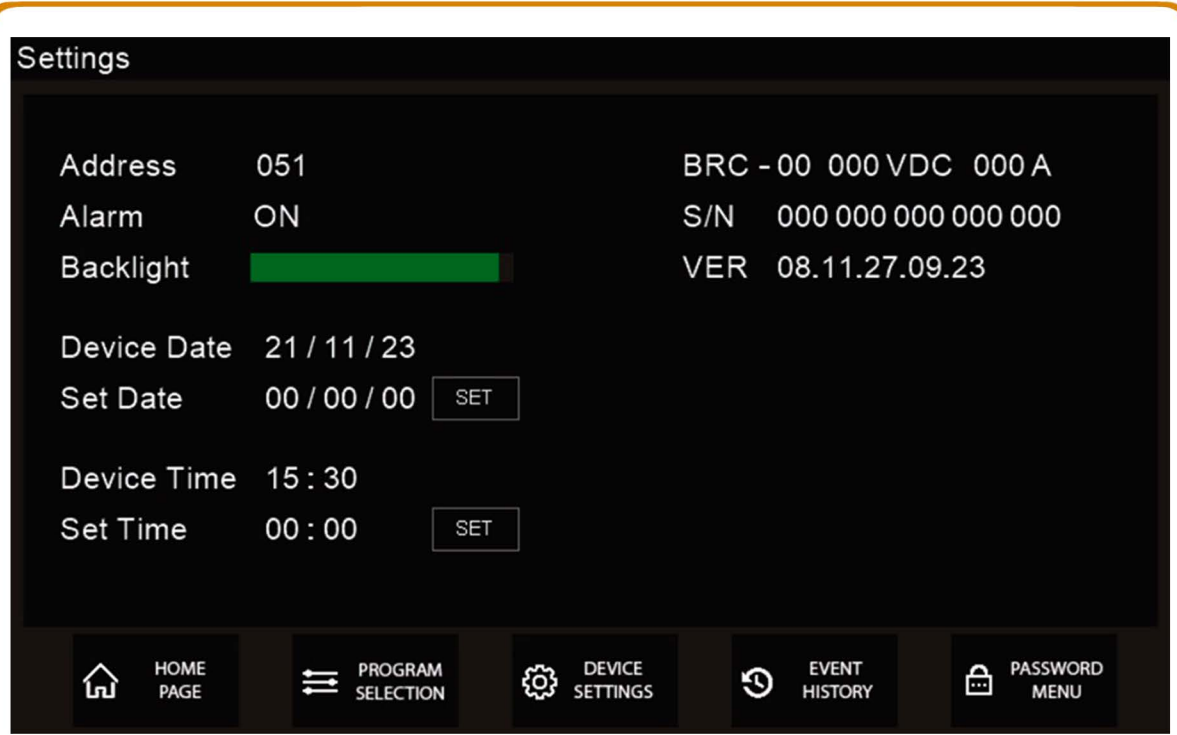 Settings
Address 051
Alarm ON
Backlight
Device Date 21 / 11 / 23
Set Date 00 / 00 / 00 SET
Device Time 15 : 30
Set Time 00 : 00 SET
BRC - 00 000 VDC 000 A
S/N 000 000 000 000 000
VER 08.11.27.09.23
HOME
PAGE
PROGRAM
SELECTION
DEVICE
SETTINGS
EVENT
HISTORY
PASSWORD
MENU